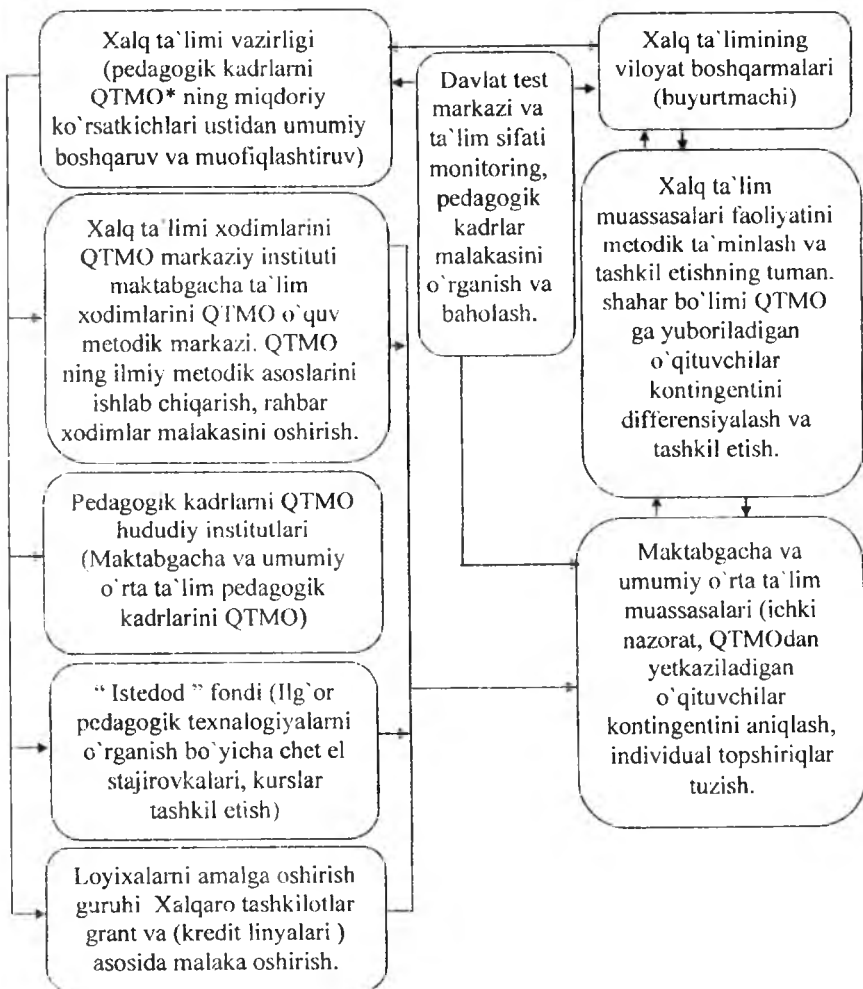 Xalq ta`limi vazirligi
(pedagogik kadrlarni
QTMO* ning miqdoriy
ko`rsatkichlari ustidan umumiy
boshqaruv va muofiqlashtiruv)
Xalq ta`limi xodimlarini
QTMO markaziy instituti
maktabgacha ta`lim
xodimlarini QTMO o`quv
metodik markazi. QTMO
ning ilmiy metodik asoslarini
ishlab chiqarish, rahbar
xodimlar malakasini oshirish.
Pedagogik kadrlarni QTMO
hududiy institutlari
(Maktabgacha va umumiy
o`rta ta`lim pedagogik
kadrlarini QTMO)
“ Istedod ” fondi (Ilg`or
pedagogik texnalogiyalarni
o`rganish bo`yicha chet el
stajirovkalari, kurslar
tashkil etish)
Loyixalarni amalga oshirish
guruhi Xalqaro tashkilotlar
grant va (kredit linyalari )
asosida malaka oshirish.
Davlat test
markazi va
ta`lim sifati
monitoring,
pedagogik
kadrlar
malakasini
o`rganish va
baholash.
Xalq ta`limining
viloyat boshqarmalari
(buyurtmachi)
Xalq ta`lim
muassasalari faoliyatini
metodik ta`minlash va
tashkil etishning tuman.
shahar bo`limi QTMO
ga yuboriladigan
o`qituvchilar
kontingentini
differensiyalash va
tashkil etish.
Maktabgacha va
umumiy o`rta ta`lim
muassasalari (ichki
nazorat, QTMOdan
yetkaziladigan
o`qituvchilar
kontingentini aniqlash,
individual topshiriqlar
tuzish.